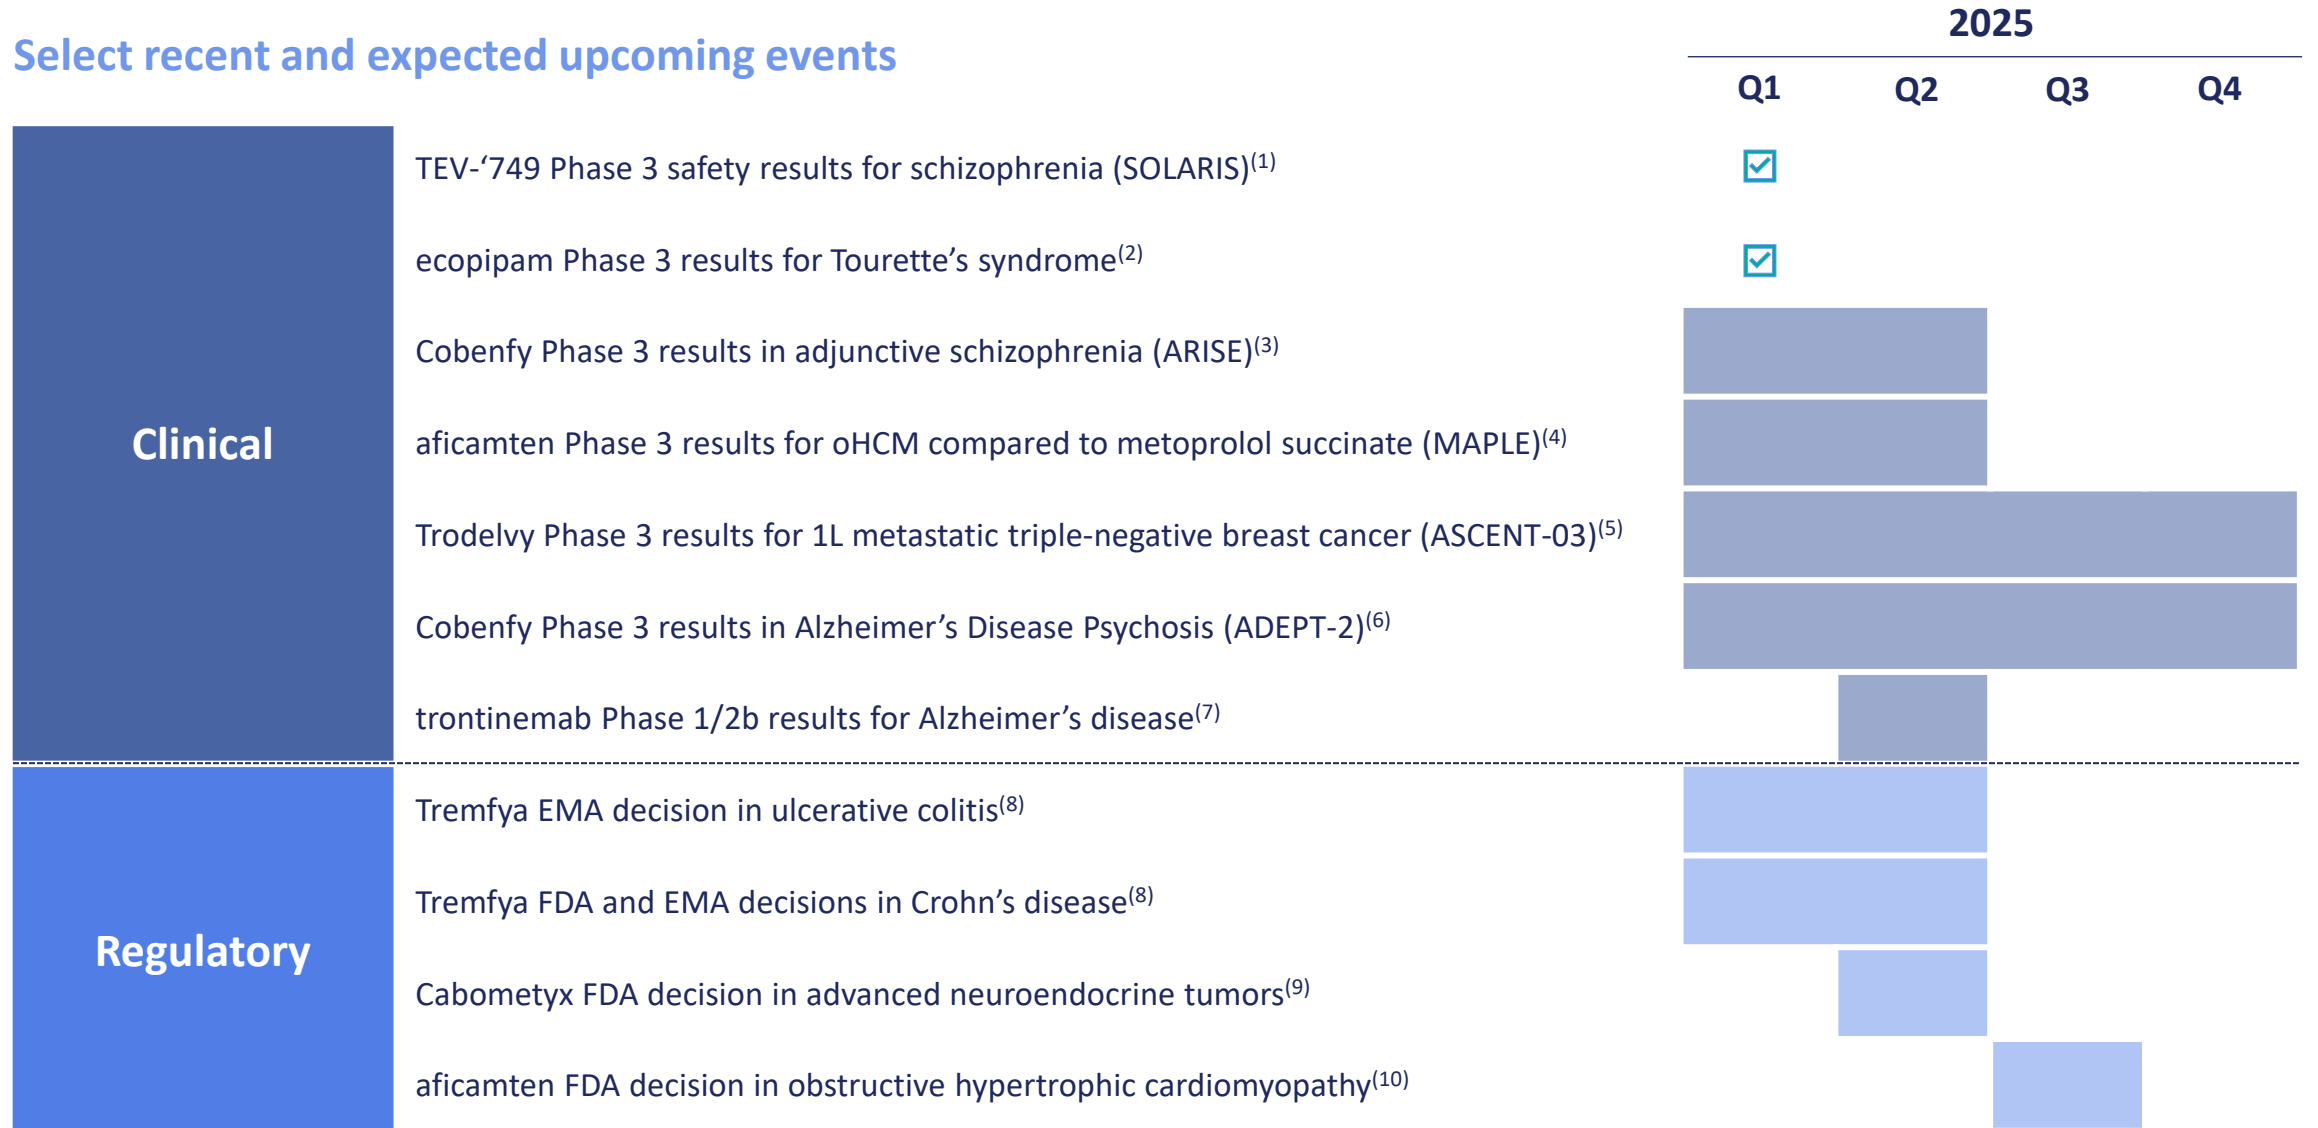 Select recent and expected upcoming events
2025
Q1 Q2 Q3 Q4
Clinical
TEV-‘749 Phase 3 safety results for schizophrenia (SOLARIS)(1)
ecopipam Phase 3 results for Tourette’s syndrome(2)
Cobenfy Phase 3 results in adjunctive schizophrenia (ARISE)(3)
aficamten Phase 3 results for oHCM compared to metoprolol succinate (MAPLE)(4)
Trodelvy Phase 3 results for 1L metastatic triple-negative breast cancer (ASCENT-03)(5)
Cobenfy Phase 3 results in Alzheimer’s Disease Psychosis (ADEPT-2)(6)
trontinemab Phase 1/2b results for Alzheimer’s disease(7)
Regulatory
Tremfya EMA decision in ulcerative colitis(8)
Tremfya FDA and EMA decisions in Crohn’s disease(8)
Cabometyx FDA decision in advanced neuroendocrine tumors(9)
aficamten FDA decision in obstructive hypertrophic cardiomyopathy(10)